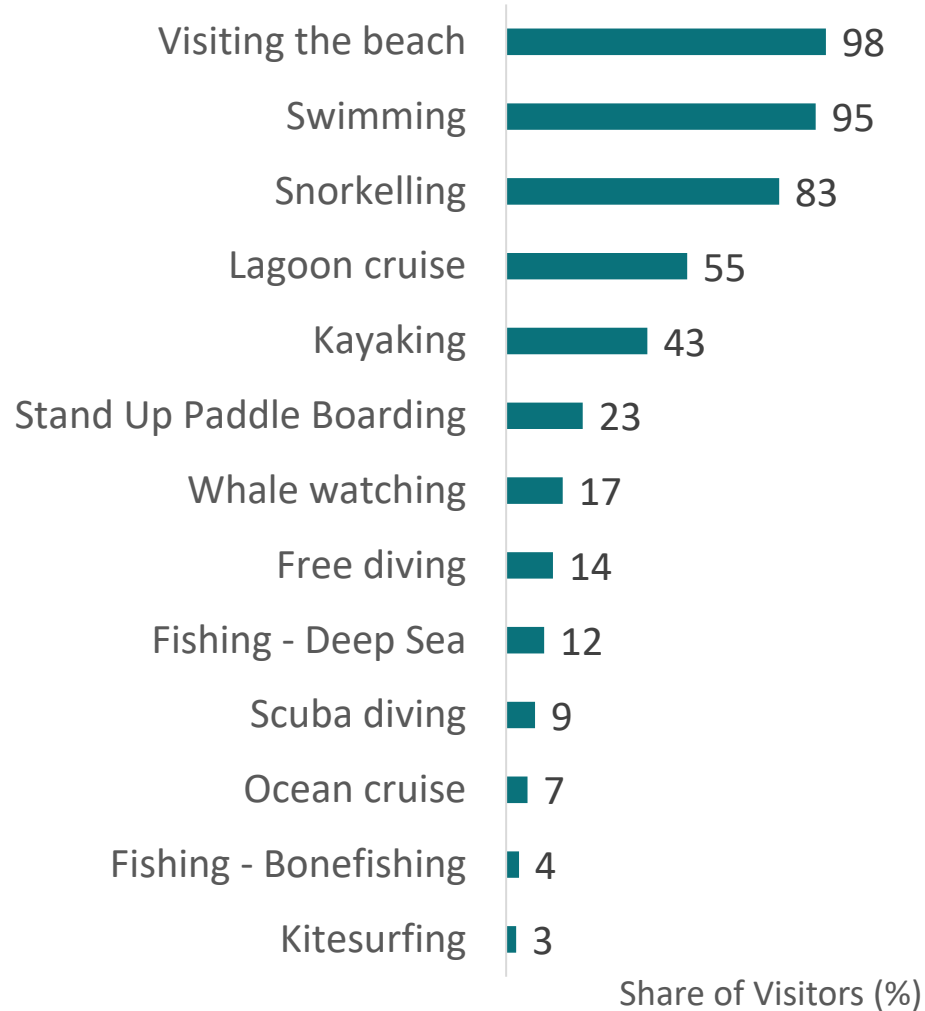 Visiting the beach 98
Swimming 95
Snorkelling 83
Lagoon cruise 55
Kayaking 43
Stand Up Paddle Boarding 23
Whale watching 17
Free diving 14
Fishing - Deep Sea 12
Scuba diving 9
Ocean cruise 7
Fishing - Bonefishing 4
Kitesurfing 3
Share of Visitors (%)